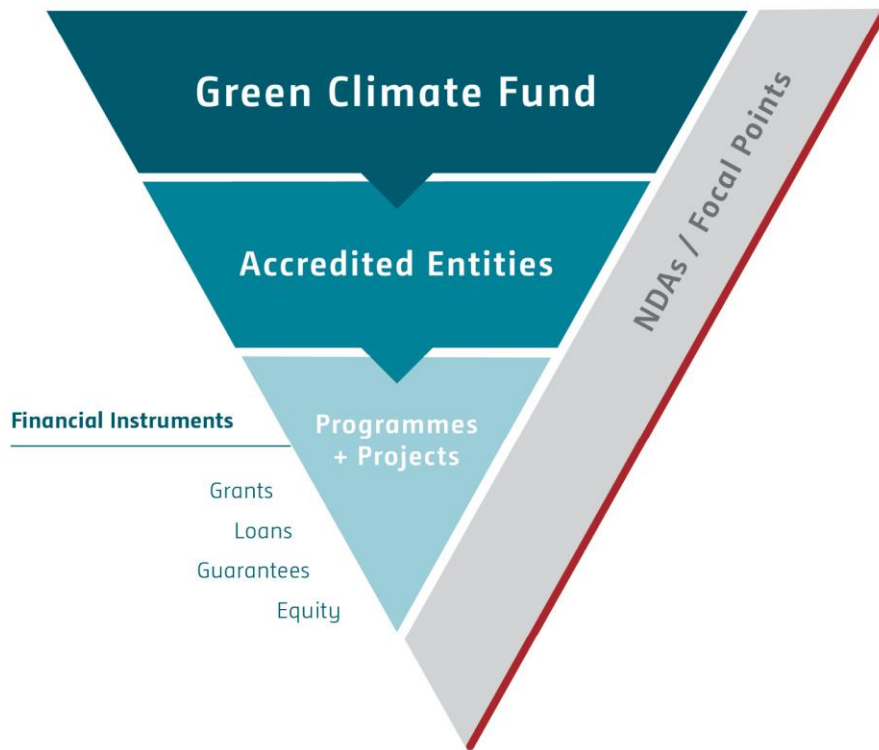 Green Climate Fund
NDAs / Focal Points
Accredited Entities
Financial Instruments
Programmes
+ Projects
Grants
Loans
Guarantees
Equity